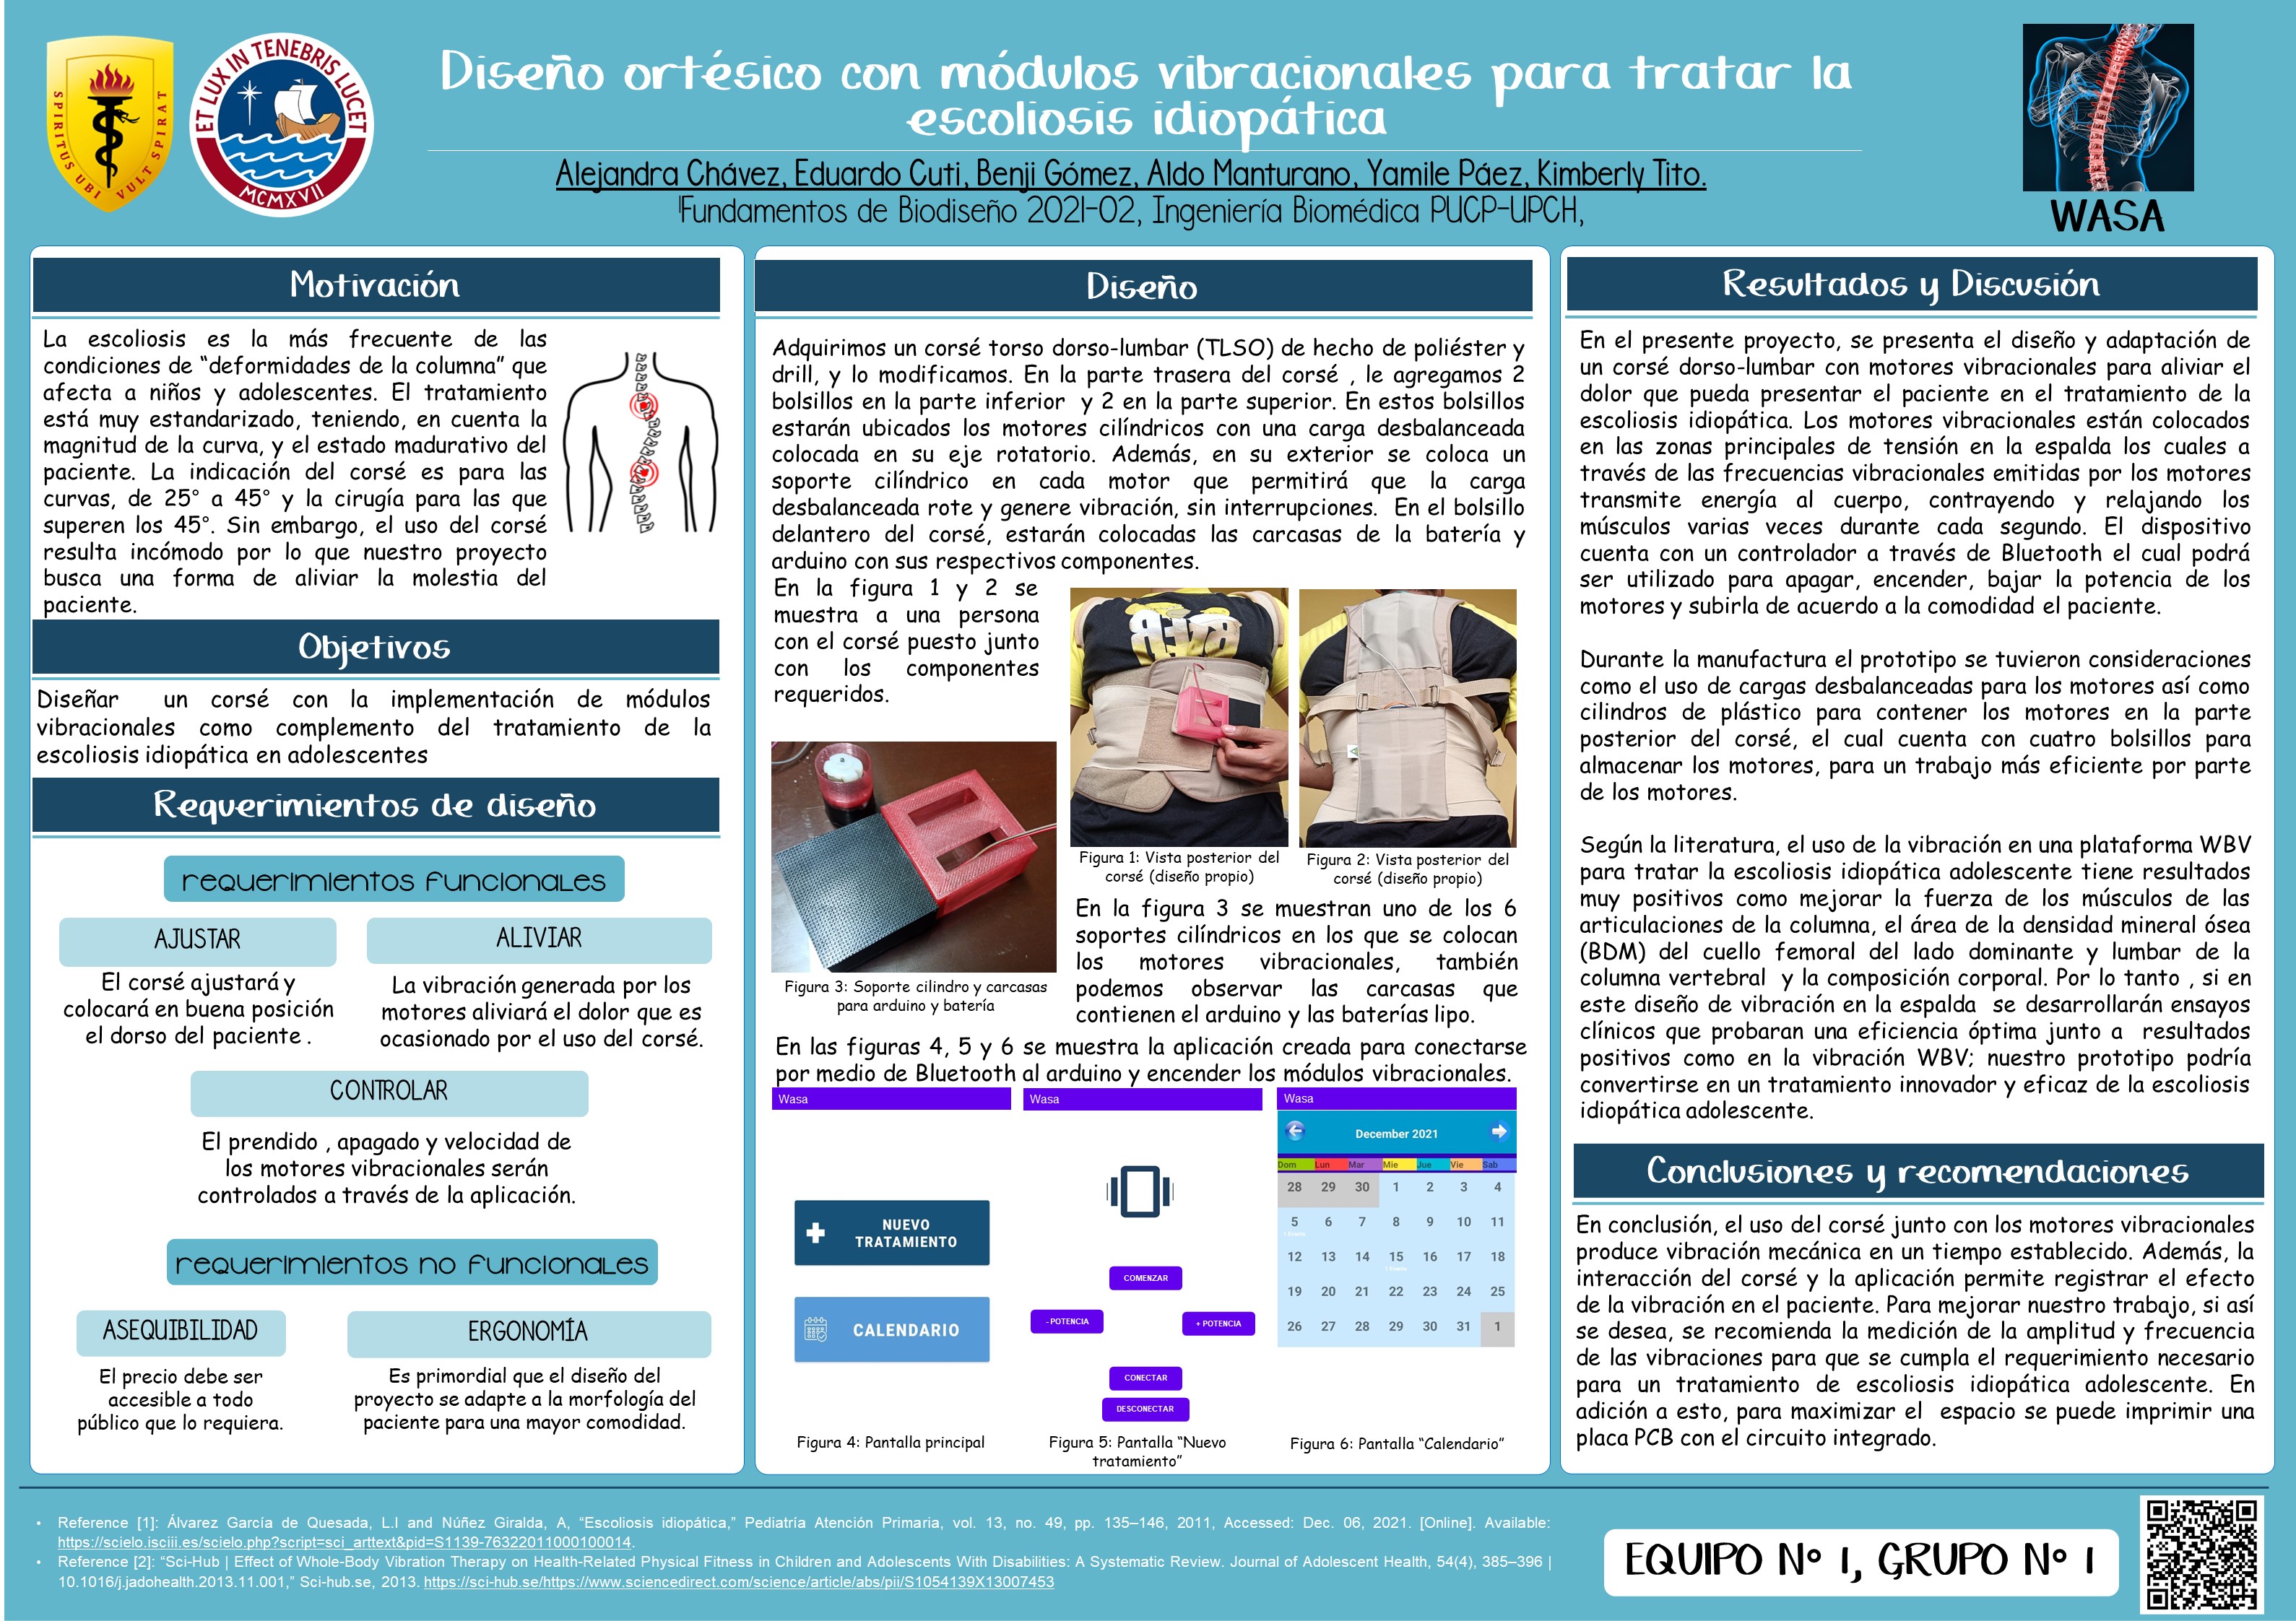 SPIRITUS UBI VULT SPIRAT
ET LUX IN TENEBRIS LUCET
MCMXVII
Diseño ortésico con módulos vibracionales para tratar la
escoliosis idiopática
Alejandra Chávez, Eduardo Cuti, Benji Gómez, Aldo Manturano, Yamile Páez, Kimberly Tito.
1Fundamentos de Biodiseño 2021-02, Ingeniería Biomédica PUCP-UPCH,
WASA
Motivación
La escoliosis es la más frecuente de las
condiciones de “deformidades de la columna” que
afecta a niños y adolescentes. El tratamiento
está muy estandarizado, teniendo, en cuenta la
magnitud de la curva, y el estado madurativo del
paciente. La indicación del corsé es para las
curvas, de 25° a 45° y la cirugía para las que
superen los 45°. Sin embargo, el uso del corsé
resulta incómodo por lo que nuestro proyecto
busca una forma de aliviar la molestia del
paciente.
Objetivos
Diseñar un corsé con la implementación de módulos
vibracionales como complemento del tratamiento de la
escoliosis idiopática en adolescentes
Requerimientos de diseño
requerimientos funcionales
AJUSTAR
El corsé ajustará y
colocará en buena posición
el dorso del paciente .
ALIVIAR
La vibración generada por los
motores aliviará el dolor que es
ocasionado por el uso del corsé.
CONTROLAR
El prendido , apagado y velocidad de
los motores vibracionales serán
controlados a través de la aplicación.
requerimientos no funcionales
ASEQUIBILIDAD
El precio debe ser
accesible a todo
público que lo requiera.
ERGONOMÍA
Es primordial que el diseño del
proyecto se adapte a la morfología del
paciente para una mayor comodidad.
Diseño
Adquirimos un corsé torso dorso-lumbar (TLSO) de hecho de poliéster y
drill, y lo modificamos. En la parte trasera del corsé , le agregamos 2
bolsillos en la parte inferior y 2 en la parte superior. En estos bolsillos
estarán ubicados los motores cilíndricos con una carga desbalanceada
colocada en su eje rotatorio. Además, en su exterior se coloca un
soporte cilíndrico en cada motor que permitirá que la carga
desbalanceada rote y genere vibración, sin interrupciones. En el bolsillo
delantero del corsé, estarán colocadas las carcasas de la batería y
arduino con sus respectivos componentes.
En la figura 1 y 2 se
muestra a una persona
con el corsé puesto junto
con los componentes
requeridos.
Figura 1: Vista posterior del
corsé (diseño propio)
Figura 2: Vista posterior del
corsé (diseño propio)
Figura 3: Soporte cilindro y carcasas
para arduino y batería
En la figura 3 se muestran uno de los 6
soportes cilíndricos en los que se colocan
los motores vibracionales, también
podemos observar las carcasas que
contienen el arduino y las baterías lipo.
En las figuras 4, 5 y 6 se muestra la aplicación creada para conectarse
por medio de Bluetooth al arduino y encender los módulos vibracionales.
Wasa
NUEVO
TRATAMIENTO
CALENDARIO
Figura 4: Pantalla principal
Wasa
COMENZAR
- POTENCIA
+ POTENCIA
CONECTAR
DESCONECTAR
Figura 5: Pantalla “Nuevo
tratamiento”
Wasa
December 2021
Dom Lun Mar Mie Jue Vie Sab
28 29 30 1 2 3 4
5 6 7 8 9 10 11
12 13 14 15 16 17 18
19 20 21 22 23 24 25
26 27 28 29 30 31 1
Figura 6: Pantalla “Calendario”
Resultados y Discusión
En el presente proyecto, se presenta el diseño y adaptación de
un corsé dorso-lumbar con motores vibracionales para aliviar el
dolor que pueda presentar el paciente en el tratamiento de la
escoliosis idiopática. Los motores vibracionales están colocados
en las zonas principales de tensión en la espalda los cuales a
través de las frecuencias vibracionales emitidas por los motores
transmite energía al cuerpo, contrayendo y relajando los
músculos varias veces durante cada segundo. El dispositivo
cuenta con un controlador a través de Bluetooth el cual podrá
ser utilizado para apagar, encender, bajar la potencia de los
motores y subirla de acuerdo a la comodidad el paciente.
Durante la manufactura el prototipo se tuvieron consideraciones
como el uso de cargas desbalanceadas para los motores así como
cilindros de plástico para contener los motores en la parte
posterior del corsé, el cual cuenta con cuatro bolsillos para
almacenar los motores, para un trabajo más eficiente por parte
de los motores.
Según la literatura, el uso de la vibración en una plataforma WBV
para tratar la escoliosis idiopática adolescente tiene resultados
muy positivos como mejorar la fuerza de los músculos de las
articulaciones de la columna, el área de la densidad mineral ósea
(BDM) del cuello femoral del lado dominante y lumbar de la
columna vertebral y la composición corporal. Por lo tanto , si en
este diseño de vibración en la espalda se desarrollarán ensayos
clínicos que probaran una eficiencia óptima junto a resultados
positivos como en la vibración WBV; nuestro prototipo podría
convertirse en un tratamiento innovador y eficaz de la escoliosis
idiopática adolescente.
Conclusiones y recomendaciones
En conclusión, el uso del corsé junto con los motores vibracionales
produce vibración mecánica en un tiempo establecido. Además, la
interacción del corsé y la aplicación permite registrar el efecto
de la vibración en el paciente. Para mejorar nuestro trabajo, si así
se desea, se recomienda la medición de la amplitud y frecuencia
de las vibraciones para que se cumpla el requerimiento necesario
para un tratamiento de escoliosis idiopática adolescente. En
adición a esto, para maximizar el espacio se puede imprimir una
placa PCB con el circuito integrado.
• Reference [1]: Álvarez García de Quesada, L.I and Núñez Giralda, A, “Escoliosis idiopática,” Pediatría Atención Primaria, vol. 13, no. 49, pp. 135–146, 2011, Accessed: Dec. 06, 2021. [Online]. Available:
https://scielo.isciii.es/scielo.php?script=sci_arttext&pid=S1139-76322011000100014.
• Reference [2]: “Sci-Hub | Effect of Whole-Body Vibration Therapy on Health-Related Physical Fitness in Children and Adolescents With Disabilities: A Systematic Review. Journal of Adolescent Health, 54(4), 385–396 |
10.1016/j.jadohealth.2013.11.001,” Sci-hub.se, 2013. https://sci-hub.se/https://www.sciencedirect.com/science/article/abs/pii/S1054139X13007453
EQUIPO N° 1, GRUPO N° 1